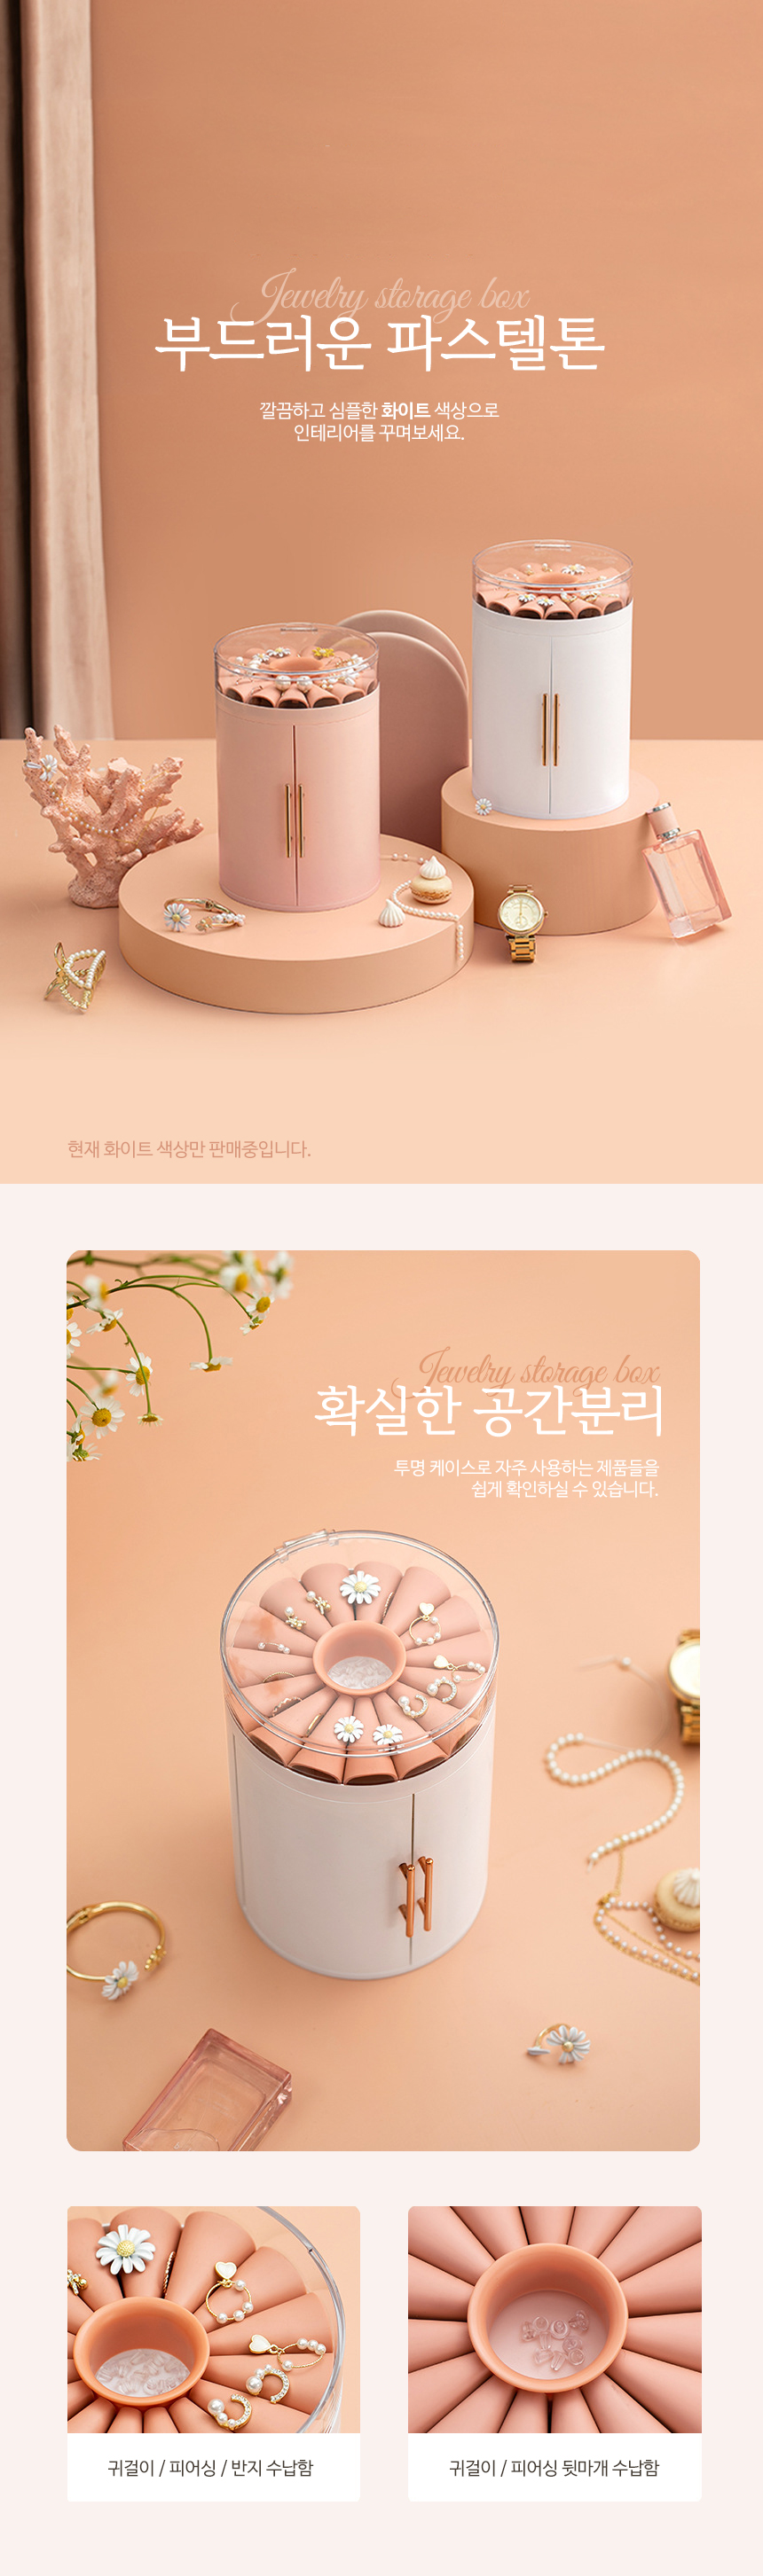 Jewelry storage box
부드러운 파스텔톤
깔끔하고 심플한 화이트 색상으로
인테리어를 꾸며보세요.
현재 화이트 색상만 판매중입니다.
Jewelry storage box
확실한 공간분리
투명 케이스로 자주 사용하는 제품들을
쉽게 확인하실 수 있습니다.
귀걸이 / 피어싱 / 반지 수납함
귀걸이 / 피어싱 뒷마개 수납함